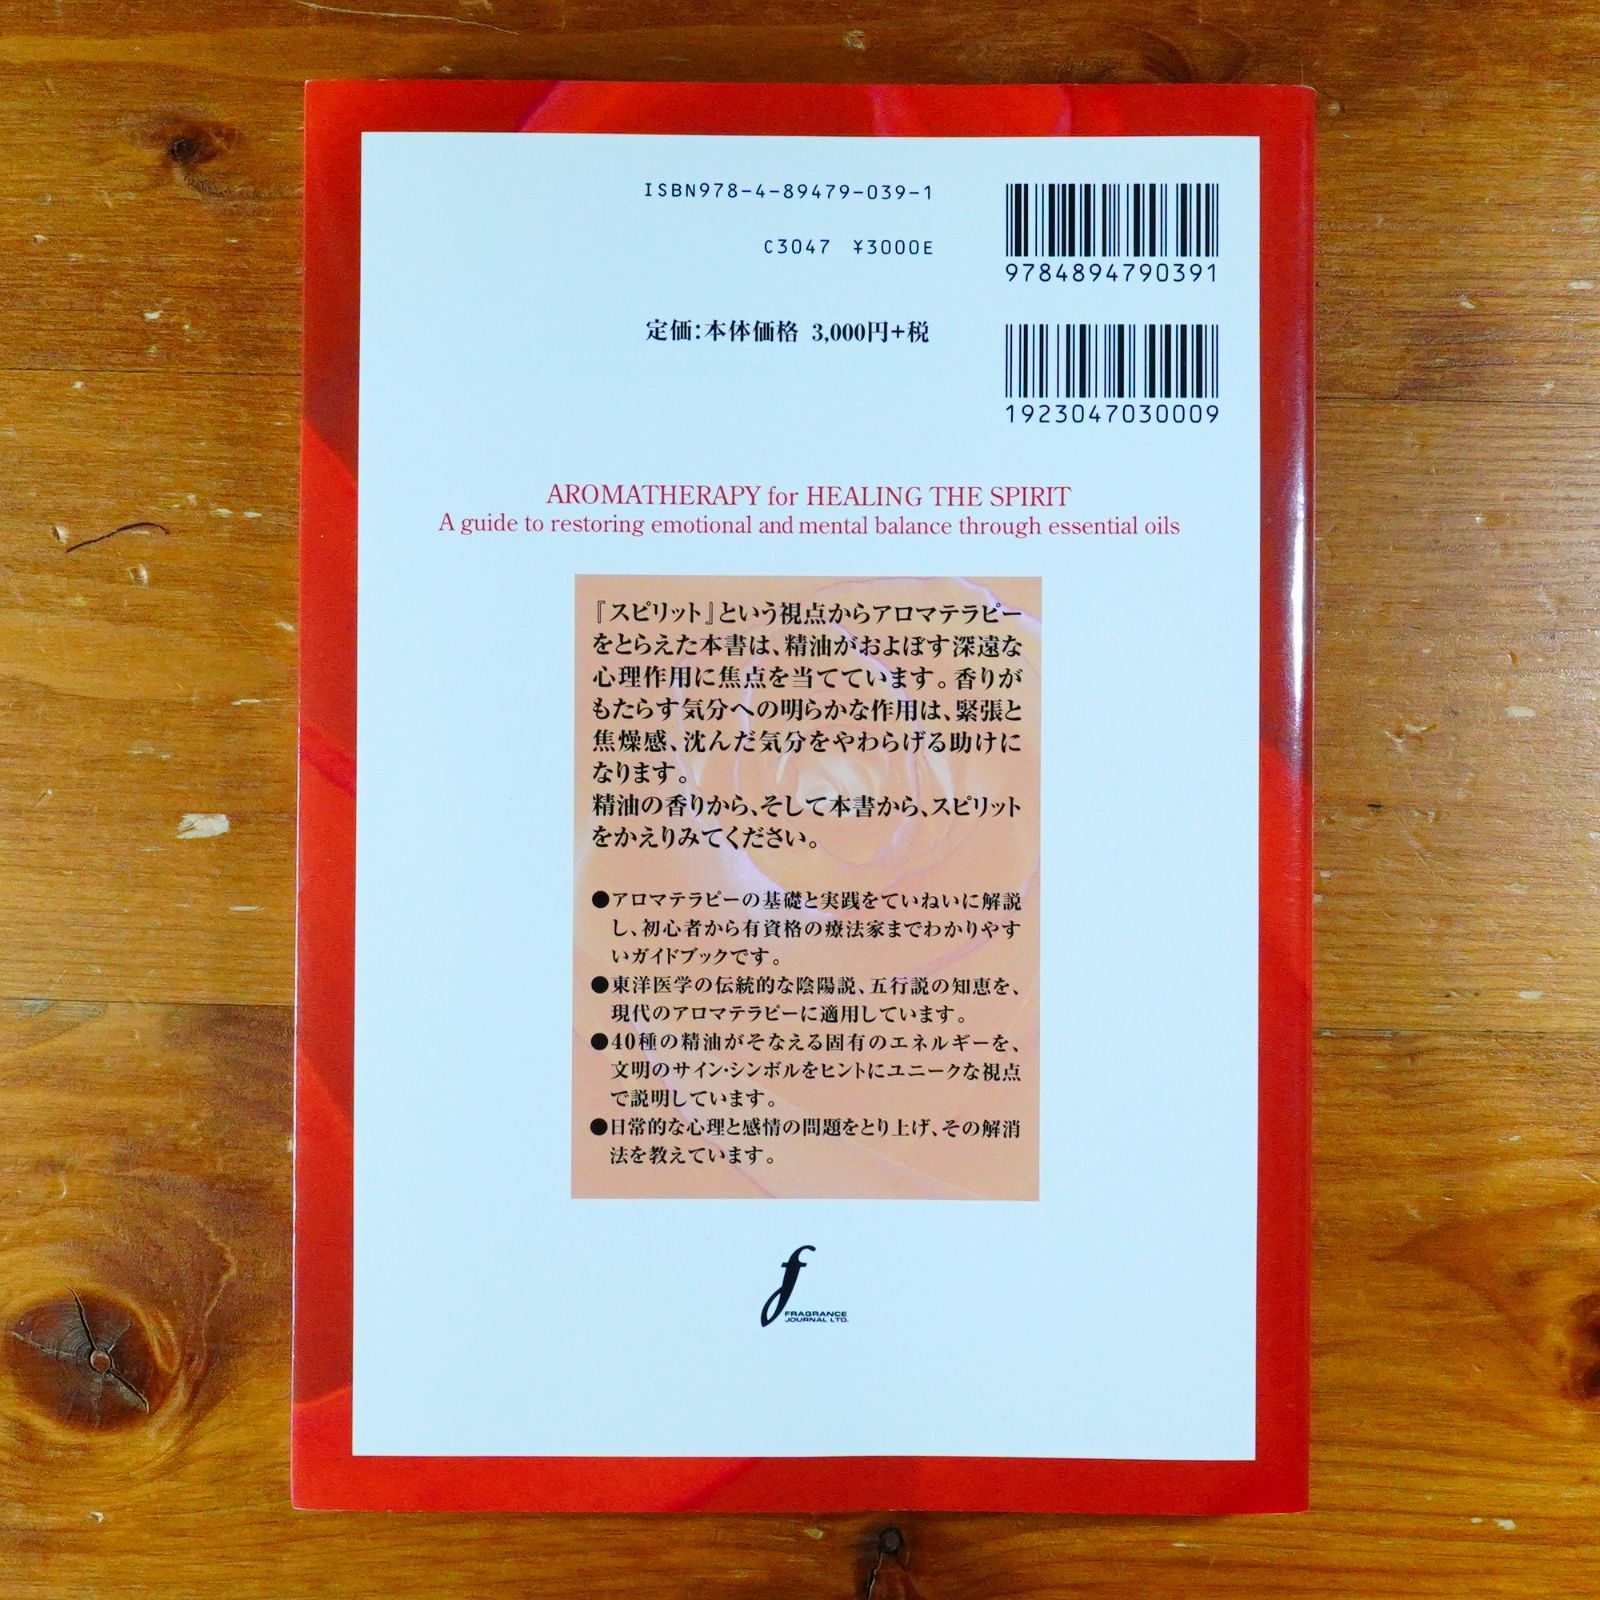 ISBN978-4-89479-039-1
C3047 ¥3000E
定価:本体価格 3,000円+税
9784894790391
1923047030009
AROMATHERAPY for HEALING THE SPIRIT
A guide to restoring emotional and mental balance through essential oils
『スピリット』という視点からアロマテラピー
をとらえた本書は、精油がおよぼす深遠な
心理作用に焦点を当てています。香りが
もたらす気分への明らかな作用は、緊張と
焦燥感、沈んだ気分をやわらげる助けに
なります。
精油の香りから、そして本書から、スピリット
をかえりみてください。
●アロマテラピーの基礎と実践をていねいに解説
し、初心者から有資格の療法家までわかりやす
いガイドブックです。
●東洋医学の伝統的な陰陽説、五行説の知恵を、
現代のアロマテラピーに適用しています。
●40種の精油がそなえる固有のエネルギーを、
文明のサイン・シンボルをヒントにユニークな視点
で説明しています。
●日常的な心理と感情の問題をとり上げ、その解消
法を教えています。
f
FRAGRANCE
JOURNAL LTD.